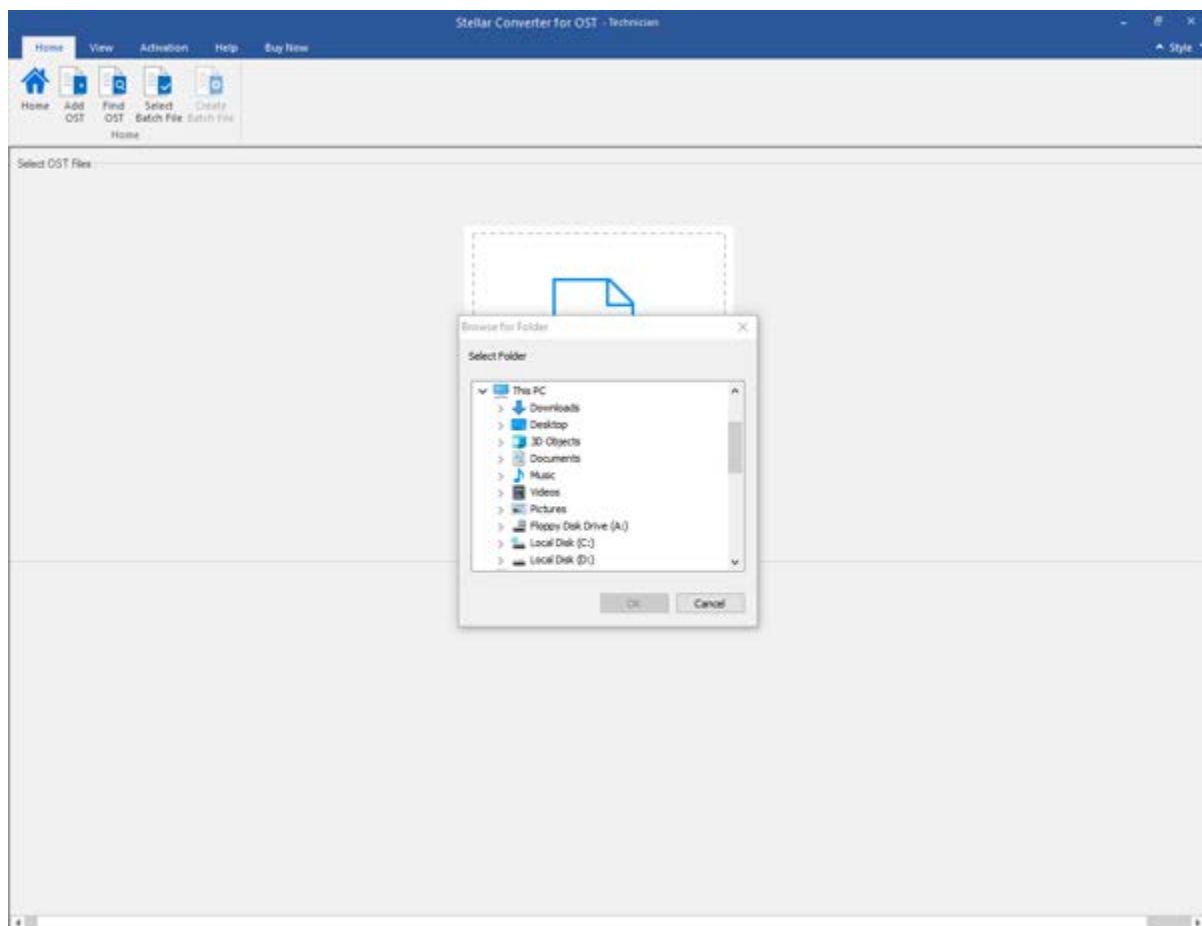 Stellar Converter for OST - Technician
Home View Activation Help Buy Now
Style
Home
Add OST
Find OST
Select Batch File
Create Batch File
Home
Select OST Files
Browse for Folder
Select Folder
This PC
Downloads
Desktop
3D Objects
Documents
Music
Videos
Pictures
Floppy Disk Drive (A:)
Local Disk (C:)
Local Disk (D:)
OK Cancel